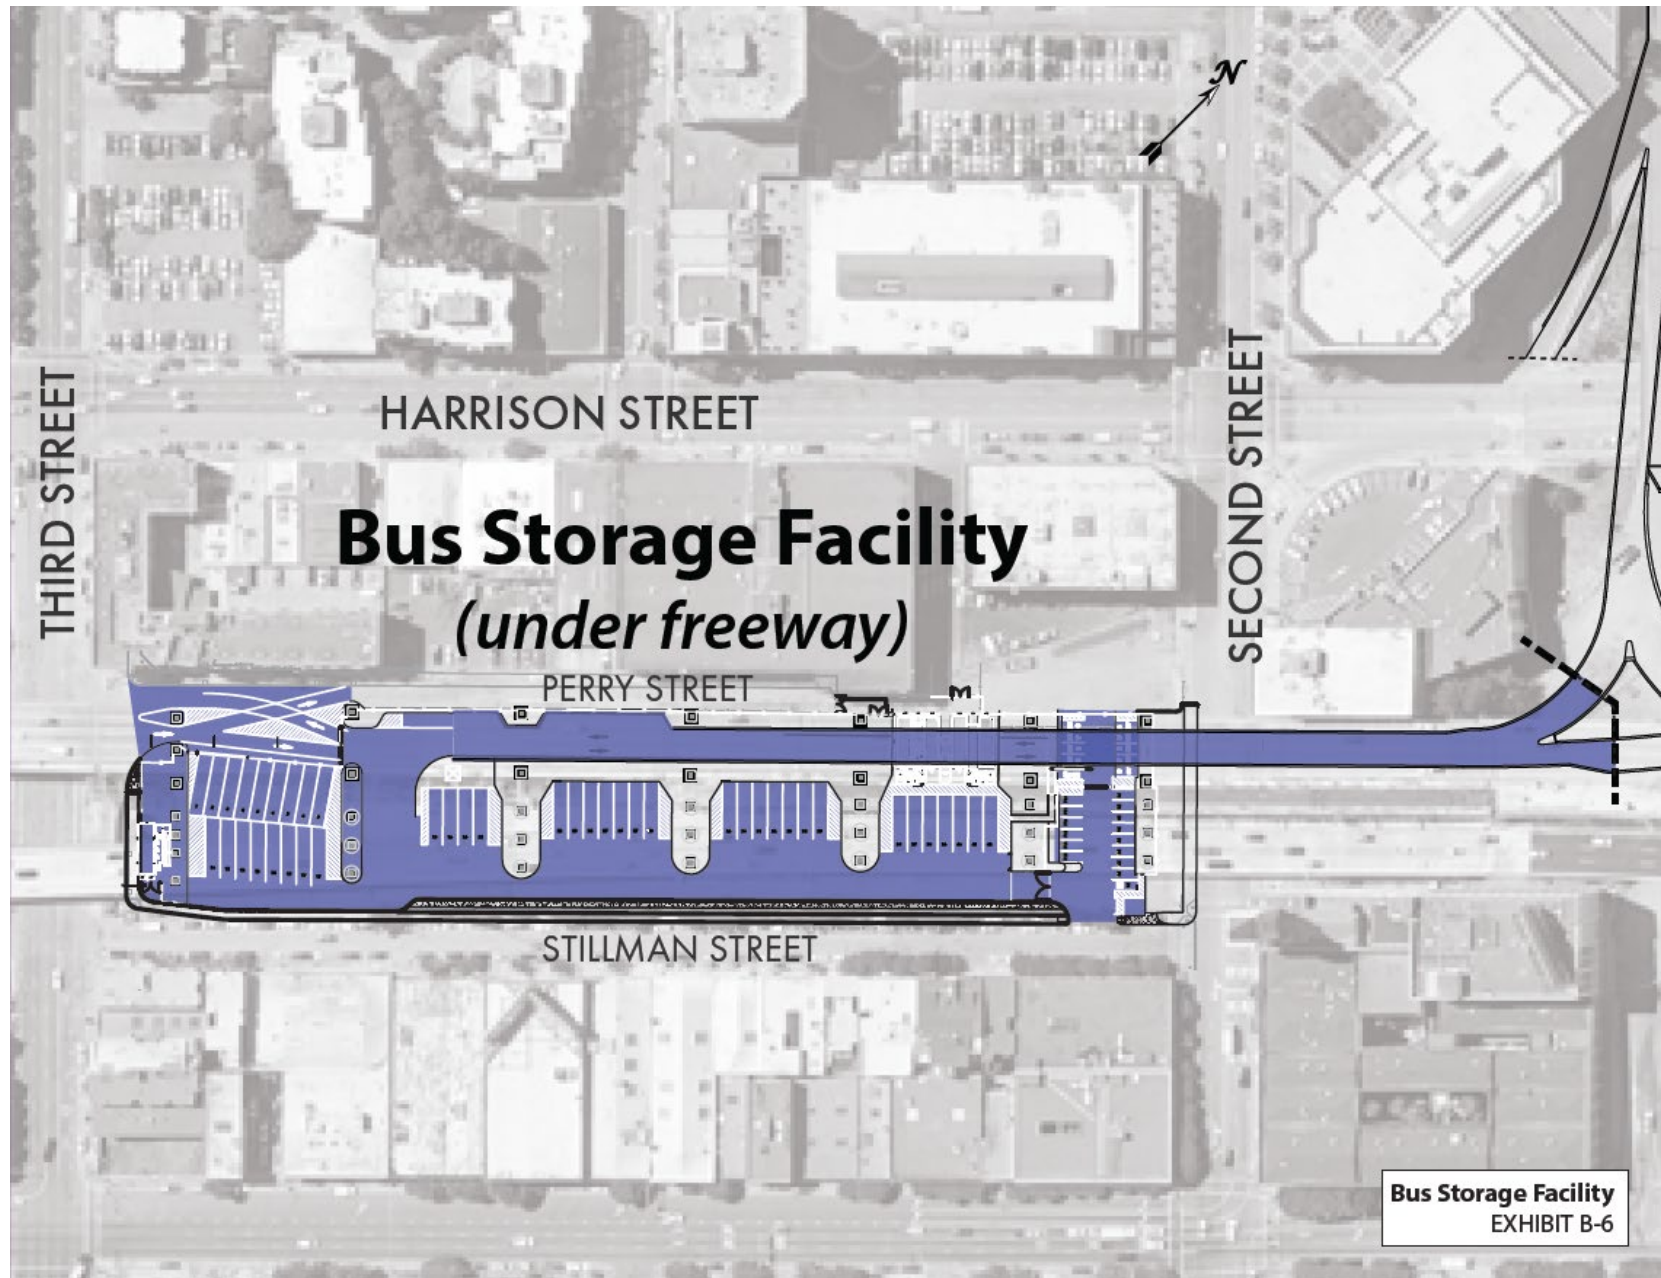 N
HARRISON STREET
THIRD STREET
SECOND STREET
Bus Storage Facility
(under freeway)
PERRY STREET
STILLMAN STREET
Bus Storage Facility
EXHIBIT B-6